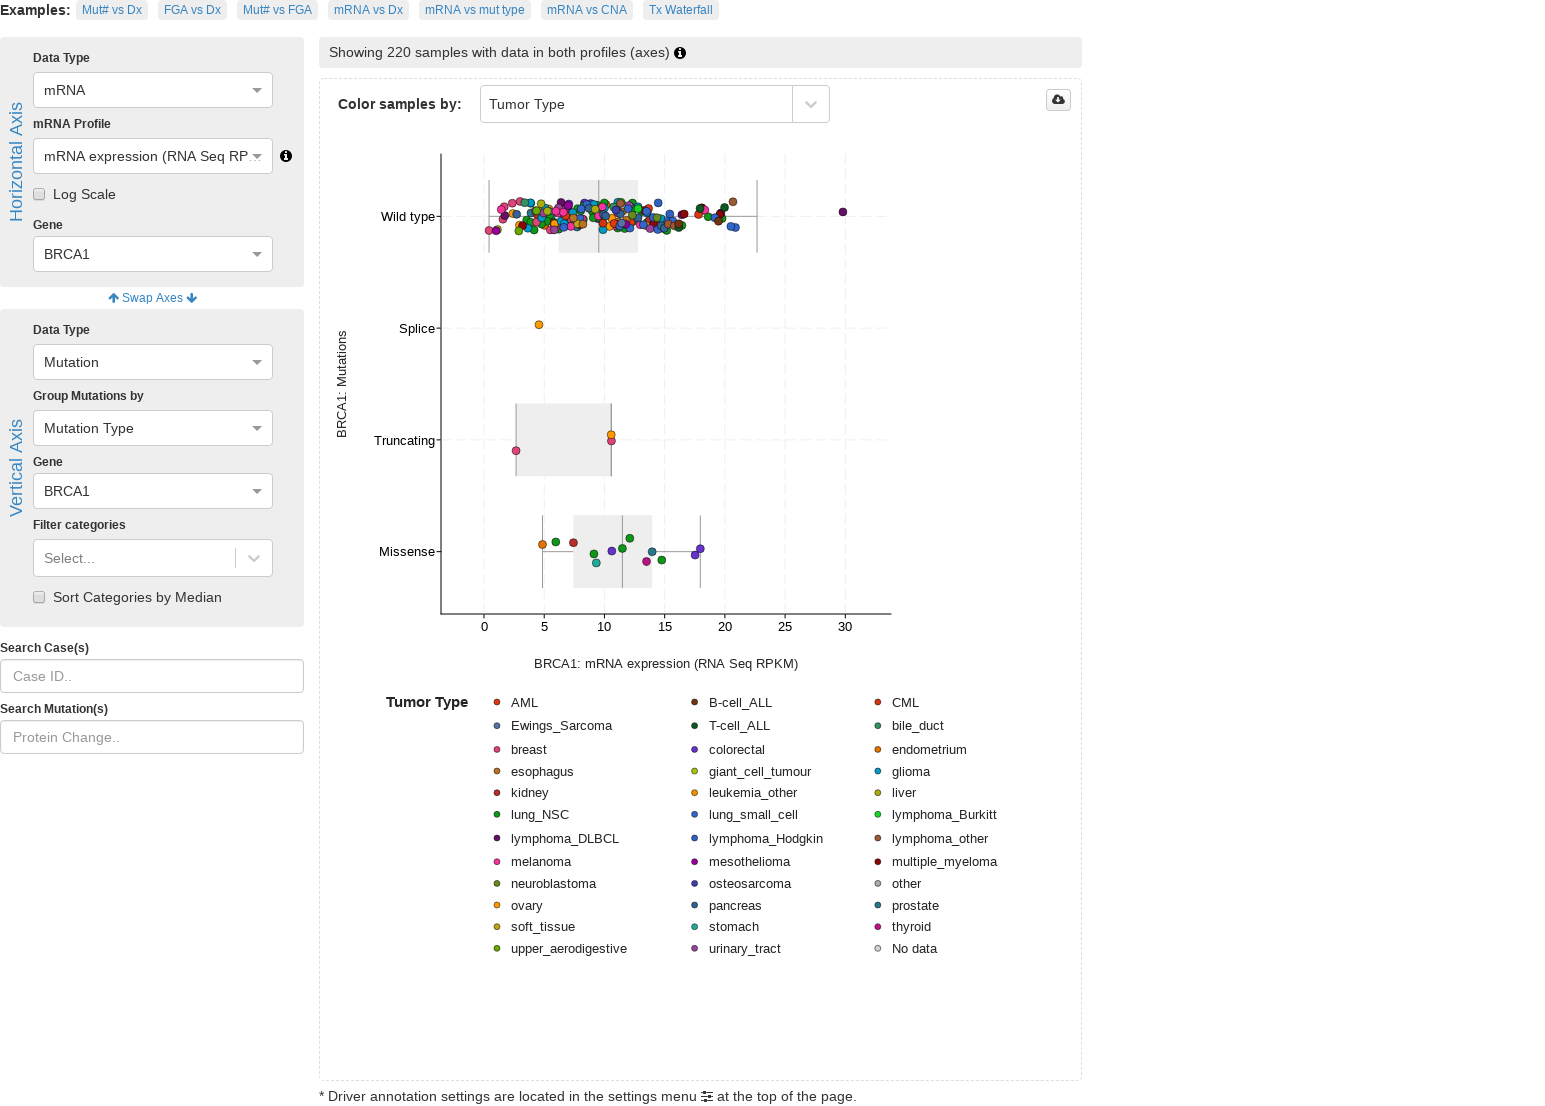 Examples: Mut# vs Dx FGA vs Dx Mut# vs FGA mRNA vs Dx mRNA vs mut type mRNA vs CNA Tx Waterfall
Horizontal Axis
Data Type
mRNA
mRNA Profile
mRNA expression (RNA Seq RP...
Log Scale
Gene
BRCA1
Swap Axes
Vertical Axis
Data Type
Mutation
Group Mutations by
Mutation Type
Gene
BRCA1
Filter categories
Select...
Sort Categories by Median
Search Case(s)
Case ID..
Search Mutation(s)
Protein Change..
Showing 220 samples with data in both profiles (axes)
Color samples by: Tumor Type
BRCA1: Mutations
Wild type
Splice
Truncating
Missense
0 5 10 15 20 25 30
BRCA1: mRNA expression (RNA Seq RPKM)
Tumor Type AML B-cell_ALL CML
Ewings_Sarcoma T-cell_ALL bile_duct
breast colorectal endometrium
esophagus giant_cell_tumour glioma
kidney leukemia_other liver
lung_NSC lung_small_cell lymphoma_Burkitt
lymphoma_DLBCL lymphoma_Hodgkin lymphoma_other
melanoma mesothelioma multiple_myeloma
neuroblastoma osteosarcoma other
ovary pancreas prostate
soft_tissue stomach thyroid
upper_aerodigestive urinary_tract No data
* Driver annotation settings are located in the settings menu at the top of the page.